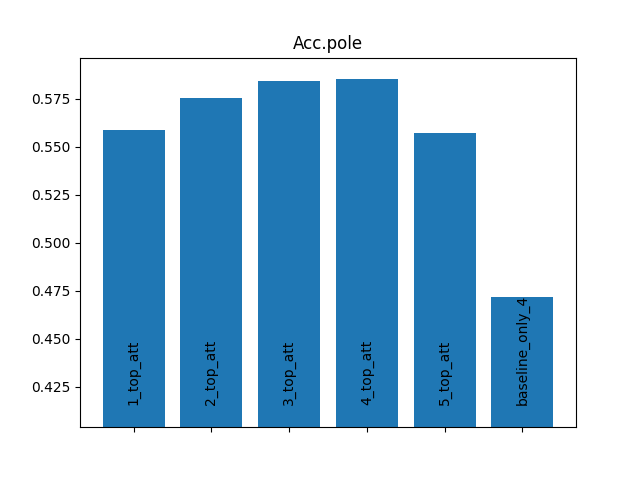 Acc.pole
0.575
0.550
0.525
0.500
0.475
0.450
0.425
1_top_att
2_top_att
3_top_att
4_top_att
5_top_att
baseline_only_4